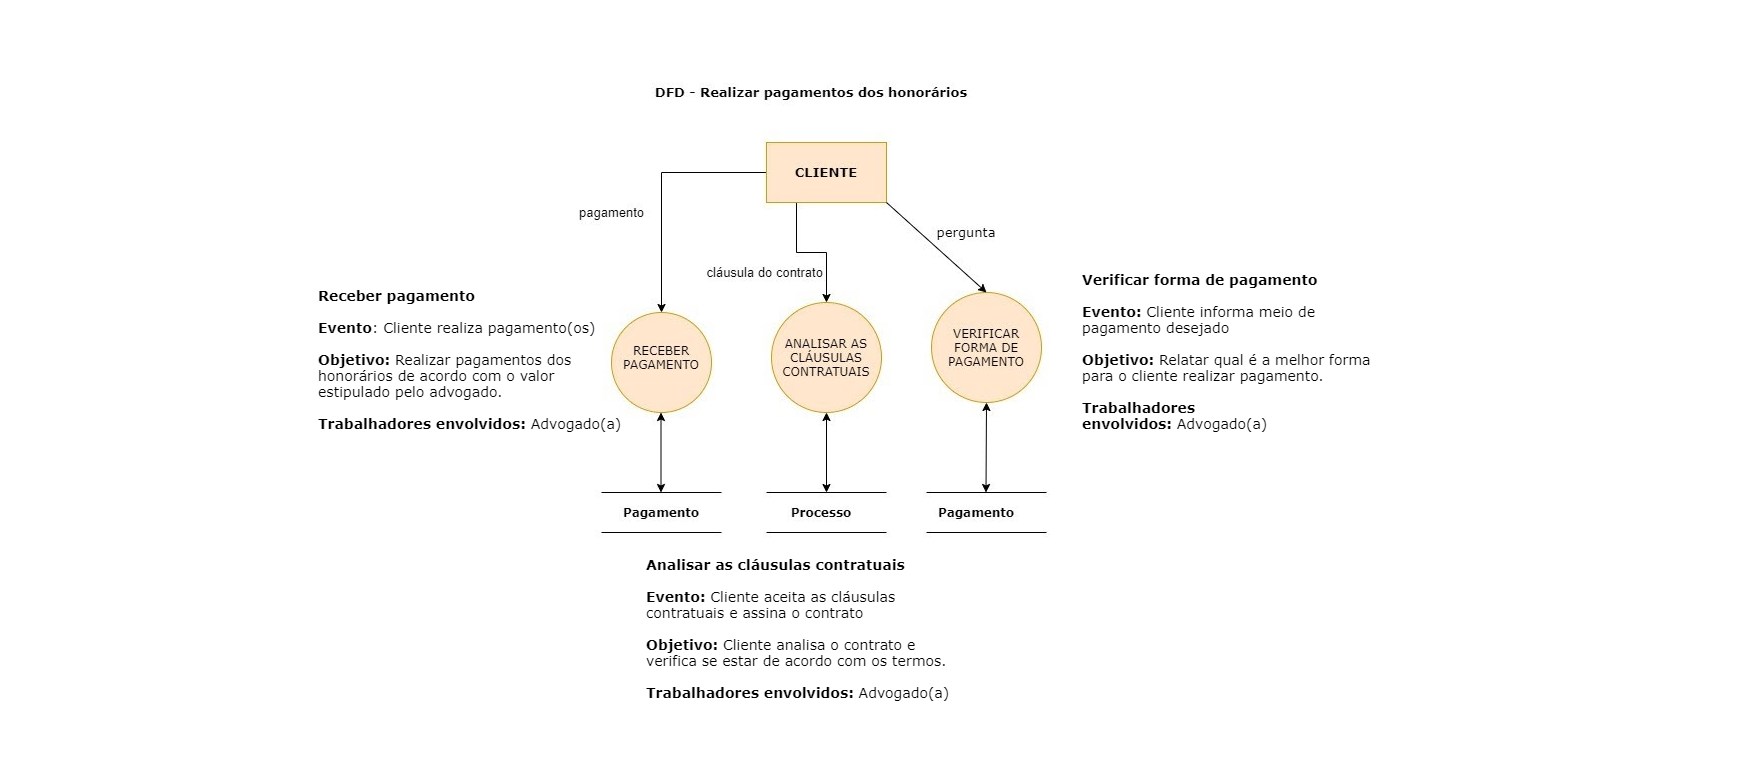 DFD - Realizar pagamentos dos honorários
CLIENTE
pagamento
cláusula do contrato
pergunta
Receber pagamento
Evento: Cliente realiza pagamento(os)
Objetivo: Realizar pagamentos dos
honorários de acordo com o valor
estipulado pelo advogado.
Trabalhadores envolvidos: Advogado(a)
RECEBER
PAGAMENTO
ANALISAR AS
CLÁUSULAS
CONTRATUAIS
VERIFICAR
FORMA DE
PAGAMENTO
Verificar forma de pagamento
Evento: Cliente informa meio de
pagamento desejado
Objetivo: Relatar qual é a melhor forma
para o cliente realizar pagamento.
Trabalhadores
envolvidos: Advogado(a)
Pagamento
Processo
Pagamento
Analisar as cláusulas contratuais
Evento: Cliente aceita as cláusulas
contratuais e assina o contrato
Objetivo: Cliente analisa o contrato e
verifica se estar de acordo com os termos.
Trabalhadores envolvidos: Advogado(a)